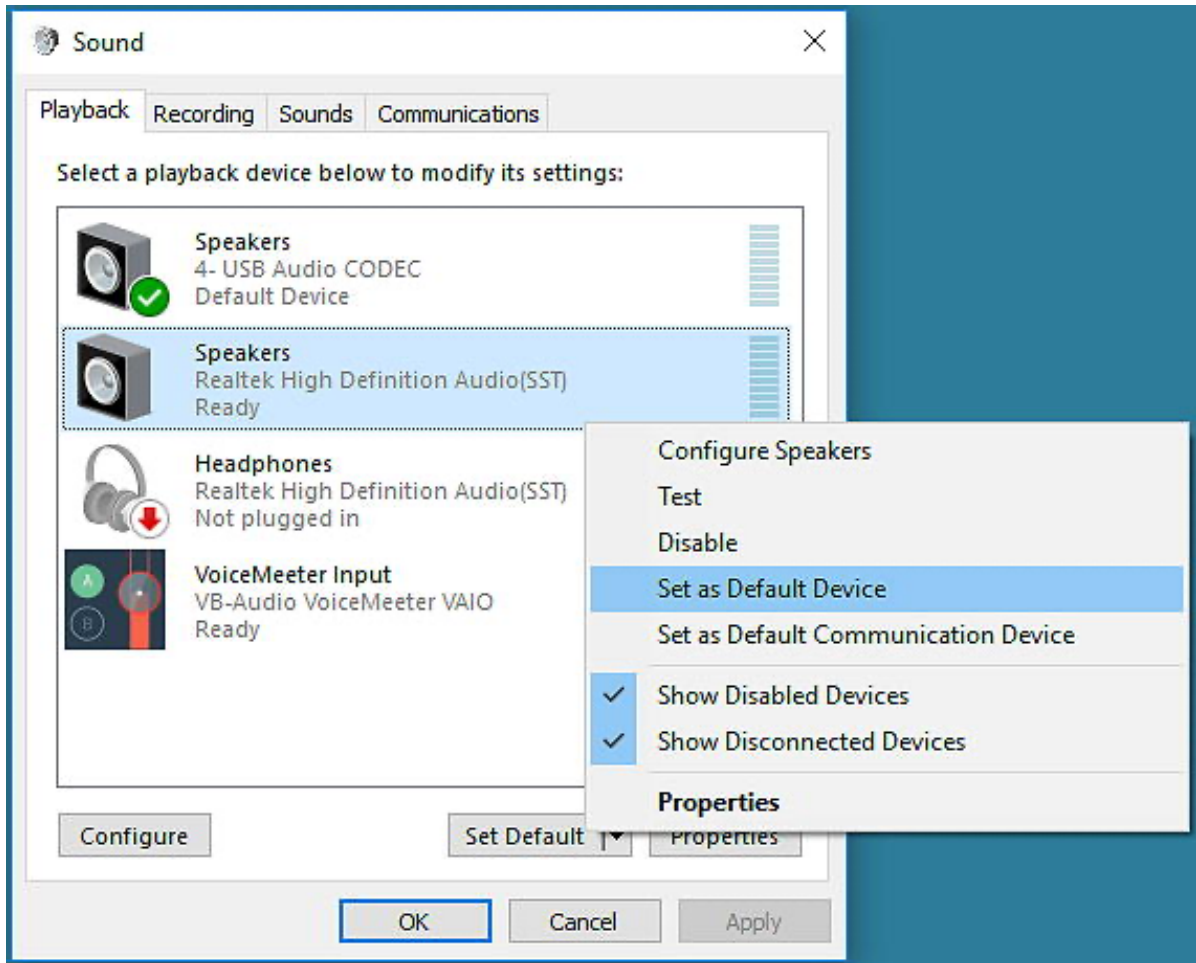 Sound
Playback Recording Sounds Communications
Select a playback device below to modify its settings:
Speakers
4- USB Audio CODEC
Default Device
Speakers
Realtek High Definition Audio(SST)
Ready
Headphones
Realtek High Definition Audio(SST)
Not plugged in
A
B
VoiceMeeter Input
VB-Audio VoiceMeeter VAIO
Ready
Configure Speakers
Test
Disable
Set as Default Device
Set as Default Communication Device
Show Disabled Devices
Show Disconnected Devices
Properties
Configure Set Default Properties
OK Cancel Apply